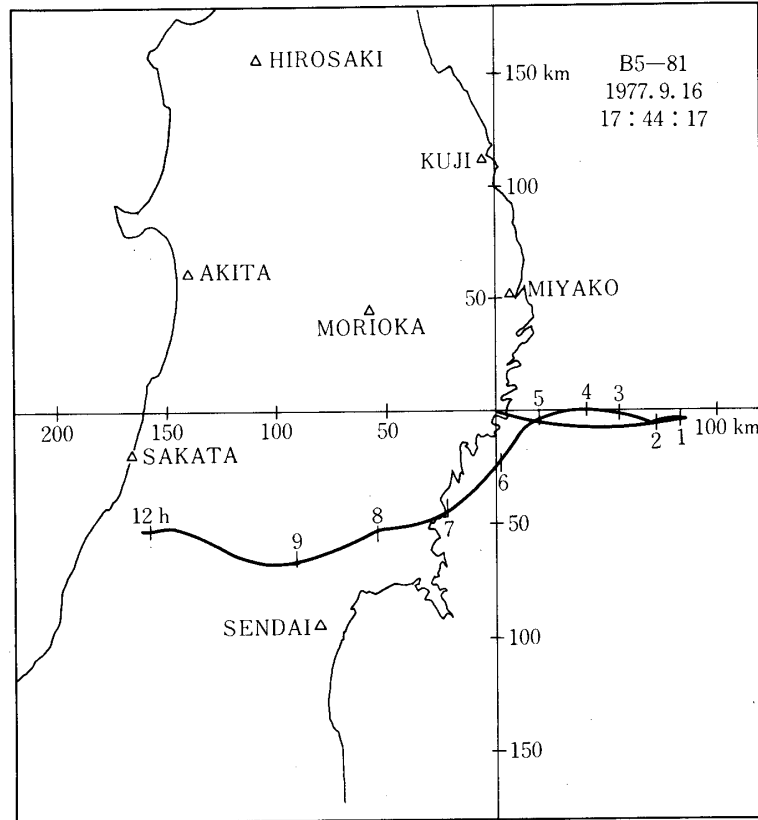 B5—81
1977. 9. 16
17 : 44 : 17
HIROSAKI
150 km
KUJI
100
AKITA
MIYAKO
50
MORIOKA
200
150
100
50
5
4
3
2
1
100 km
SAKATA
6
50
12 h
9
8
7
SENDAI
100
150